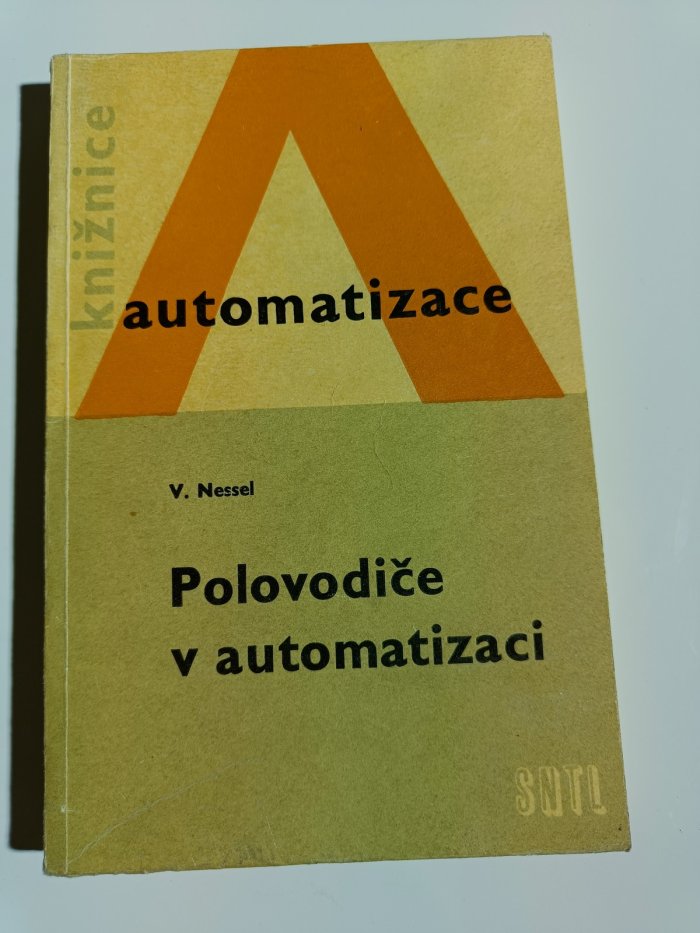 knižnice
automatizace
V. Nessel
Polovodiče
v automatizaci
SNTL